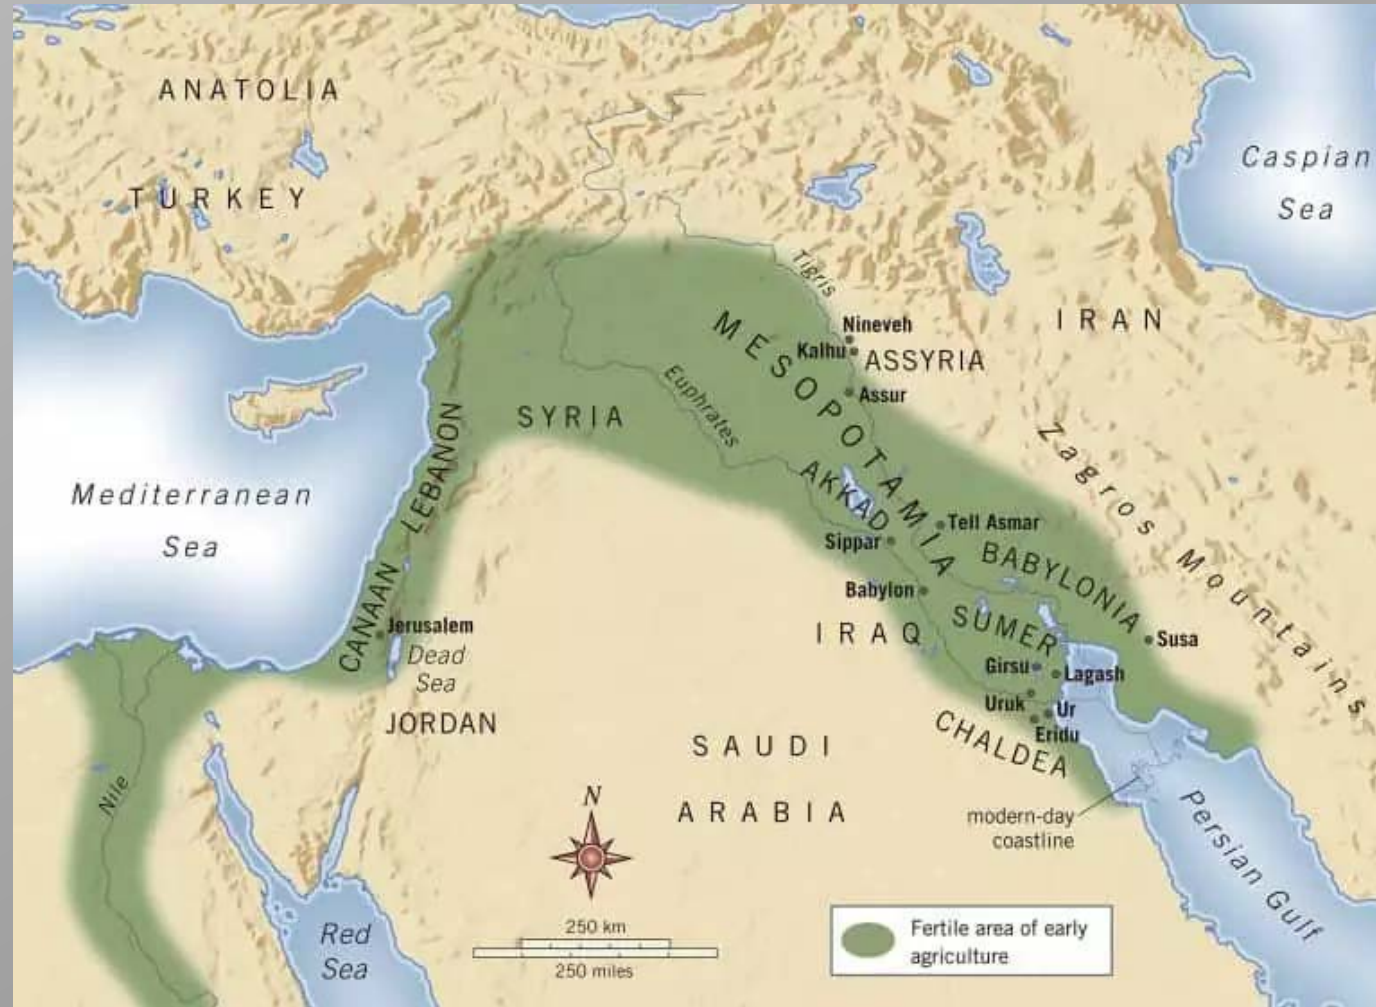 ANATOLIA
TURKEY
Caspian
Sea
Tigris
IRAN
MESOPOTAMIA
Nineveh
Kalhu
ASSYRIA
Assur
Euphrates
SYRIA
LEBANON
Zagros Mountains
Mediterranean
Sea
AKKAD
Tell Asmar
Sippar
BABYLONIA
CANAAN
Babylon
SUMER
IRAQ
Jerusalem
Susa
Dead
Sea
Girsu
Lagash
Uruk
Ur
Eridu
JORDAN
CHALDEA
SAUDI
ARABIA
Nile
N
modern-day
coastline
Persian Gulf
250 km
250 miles
Red
Sea
Fertile area of early
agriculture